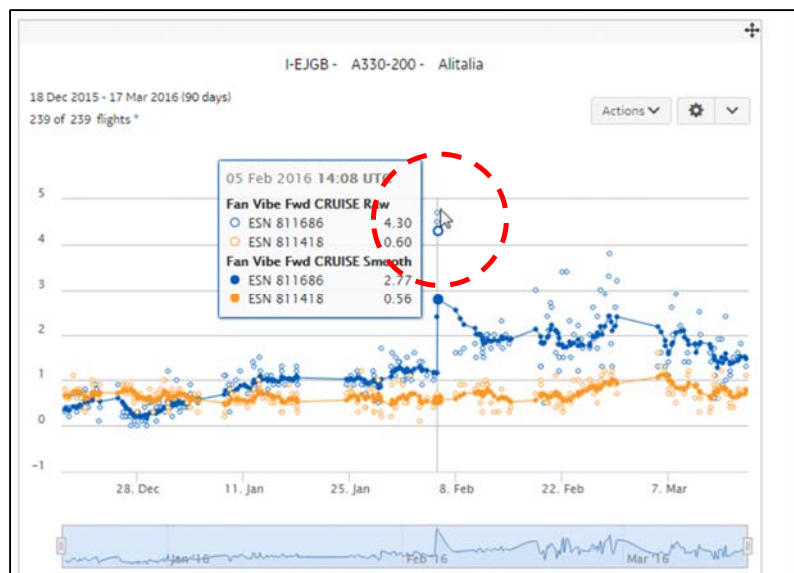 I-EJGB - A330-200 - Alitalia
18 Dec 2015 - 17 Mar 2016 (90 days)
239 of 239 flights *
Actions
05 Feb 2016 14:08 UTC
Fan Vibe Fwd CRUISE Raw
ESN 811686 4.30
ESN 811418 0.60
Fan Vibe Fwd CRUISE Smooth
ESN 811686 2.77
ESN 811418 0.56
5
4
3
2
1
0
-1
28. Dec 11. Jan 25. Jan 8. Feb 22. Feb 7. Mar
Jan '16 Feb '16 Mar '16